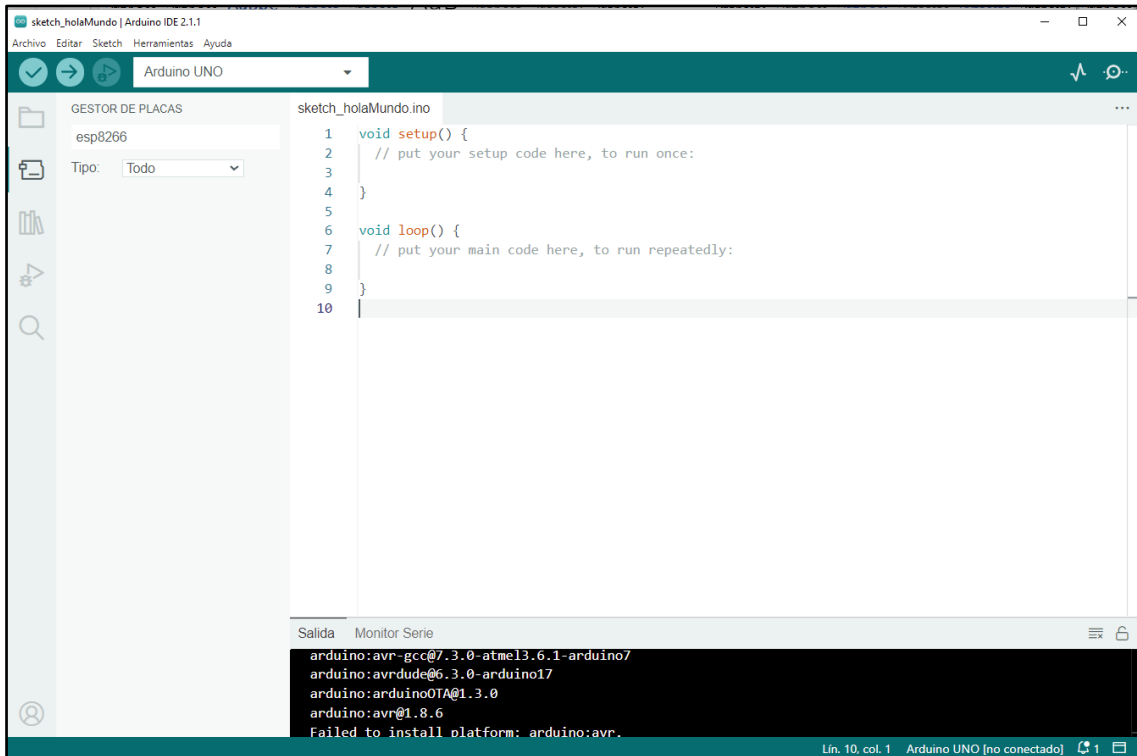 sketch_holaMundo | Arduino IDE 2.1.1
Archivo Editar Sketch Herramientas Ayuda
Arduino UNO
GESTOR DE PLACAS
esp8266
Tipo: Todo
sketch_holaMundo.ino
1 void setup() {
2 // put your setup code here, to run once:
3
4 }
5
6 void loop() {
7 // put your main code here, to run repeatedly:
8
9 }
10
Salida Monitor Serie
arduino:avr-gcc@7.3.0-atmel3.6.1-arduino7
arduino:avrdude@6.3.0-arduino17
arduino:arduinoOTA@1.3.0
arduino:avr@1.8.6
Failed to install platform: arduino:avr.
Lín. 10, col. 1 Arduino UNO [no conectado] 1